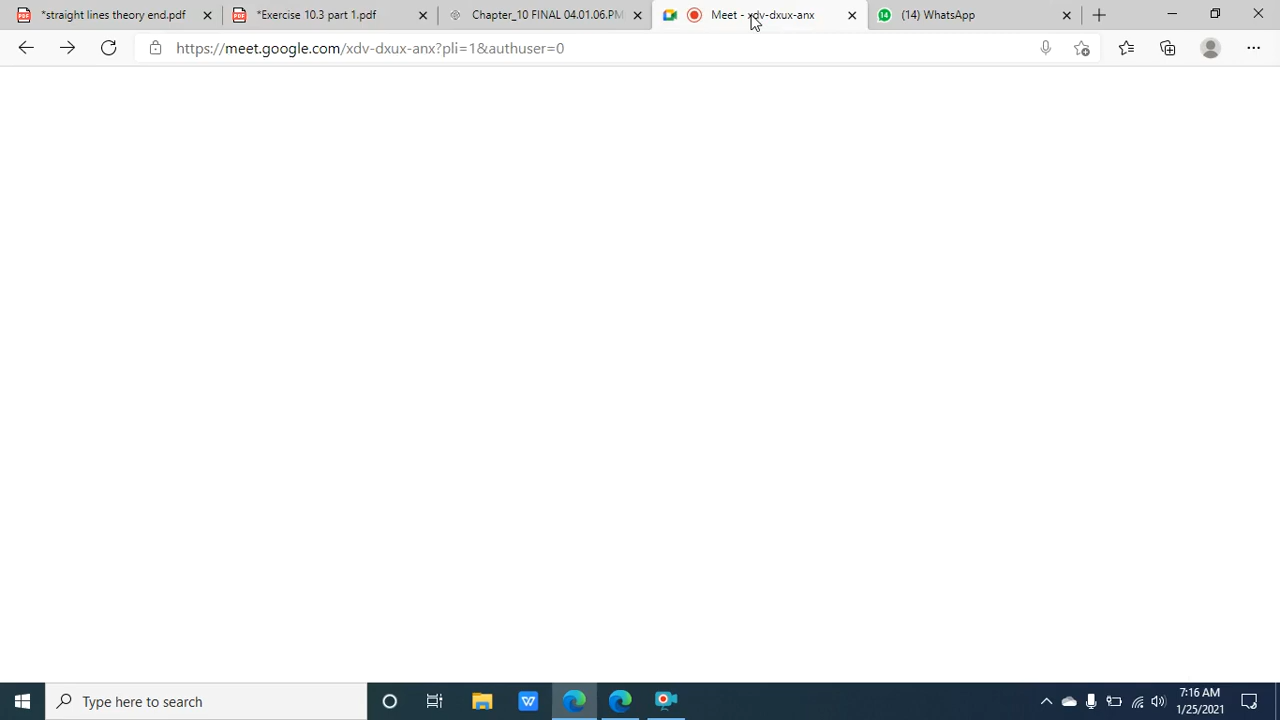 *straight lines theory end.pdf
*Exercise 10.3 part 1.pdf
Chapter_10 FINAL 04.01.06.PM
Meet - xdv-dxux-anx
(14) WhatsApp
https://meet.google.com/xdv-dxux-anx?pli=1&authuser=0
Type here to search
7:16 AM
1/25/2021